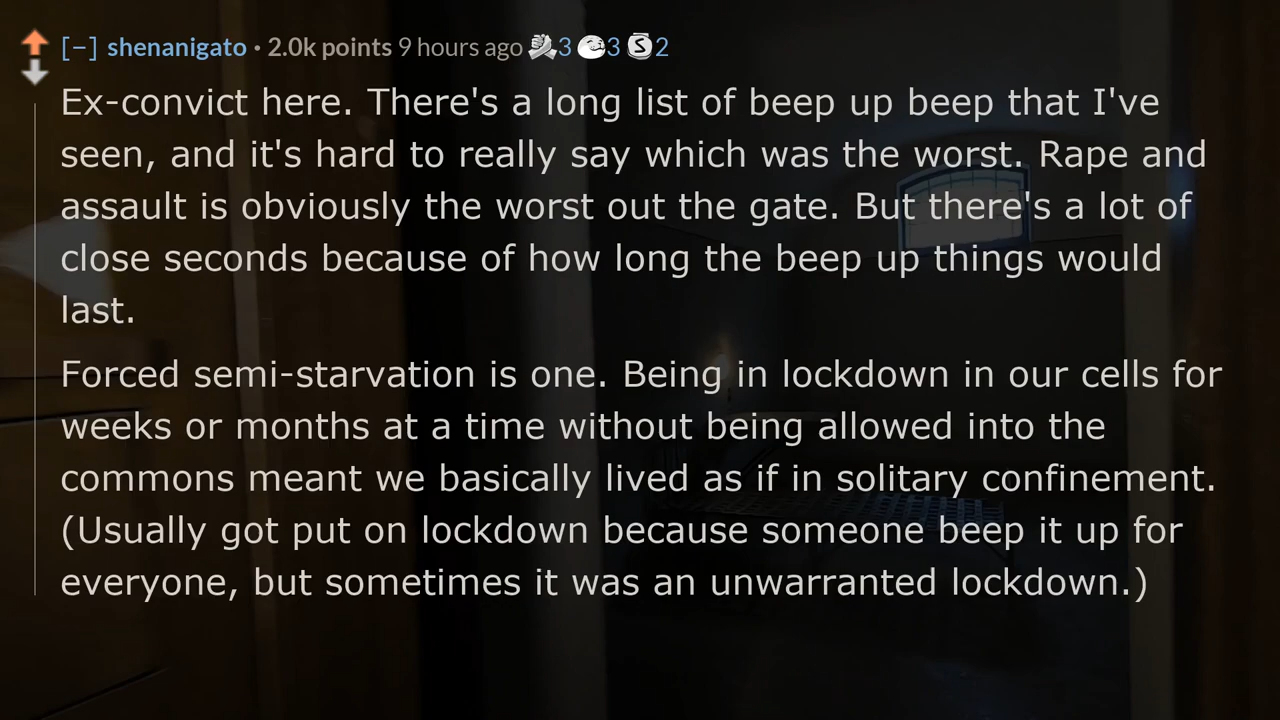 [−] shenanigato • 2.0k points 9 hours ago 3 3 S 2
Ex-convict here. There's a long list of beep up beep that I've
seen, and it's hard to really say which was the worst. Rape and
assault is obviously the worst out the gate. But there's a lot of
close seconds because of how long the beep up things would
last.
Forced semi-starvation is one. Being in lockdown in our cells for
weeks or months at a time without being allowed into the
commons meant we basically lived as if in solitary confinement.
(Usually got put on lockdown because someone beep it up for
everyone, but sometimes it was an unwarranted lockdown.)